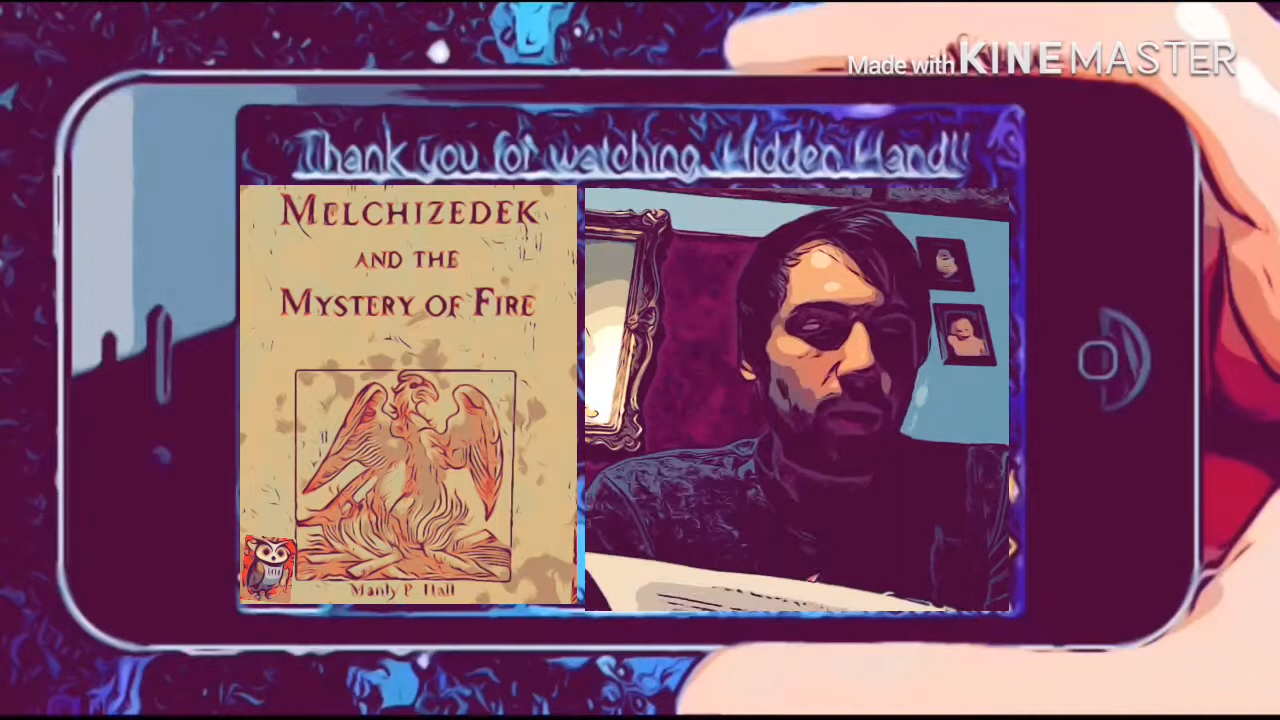 Made with KINEMASTER
Thank you for watching Hidden Hand!!
MELCHIZEDEK
AND THE
MYSTERY OF FIRE
Manly P. Hall